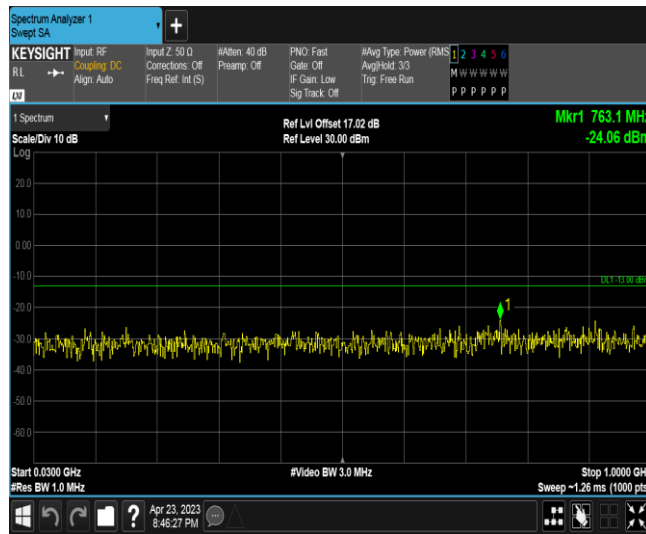 Spectrum Analyzer 1
Swept SA
KEYSIGHT
RL
LXI
Input: RF
Coupling: DC
Align: Auto
Input Z: 50 Ω
Corrections: Off
Freq Ref: Int (S)
#Atten: 40 dB
Preamp: Off
PNO: Fast
Gate: Off
IF Gain: Low
Sig Track: Off
#Avg Type: Power (RMS
Avg|Hold: 3/3
Trig: Free Run
1 2 3 4 5 6
M W W W W W
P P P P P P
1 Spectrum
Scale/Div 10 dB
Log
Ref Lvl Offset 17.02 dB
Ref Level 30.00 dBm
Mkr1 763.1 MHz
-24.06 dBm
20.0
10.0
0.00
-10.0
DL1 -13.00 dBm
-20.0
1
-30.0
-40.0
-50.0
-60.0
Start 0.0300 GHz
#Res BW 1.0 MHz
#Video BW 3.0 MHz
Stop 1.0000 GH
Sweep ~1.26 ms (1000 pts
?
Apr 23, 2023
8:46:27 PM